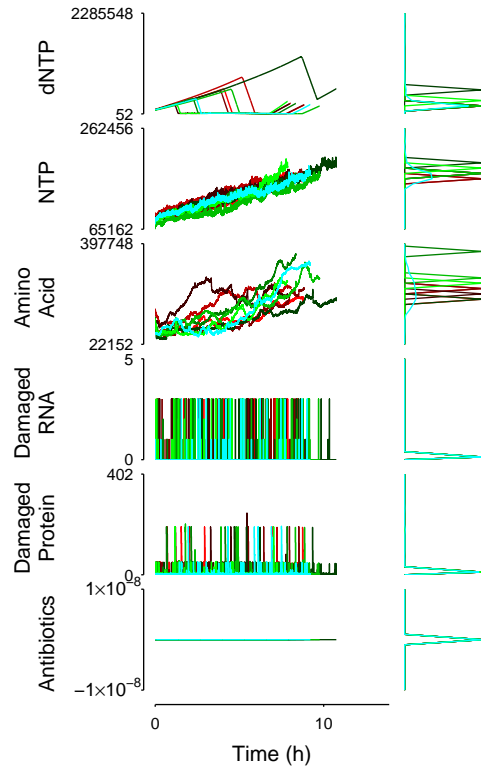 2285548
dNTP
52
262456
NTP
65162
397748
Amino
Acid
22152
5
Damaged
RNA
0
402
Damaged
Protein
0
1×10⁻⁸
Antibiotics
−1×10⁻⁸
0 10
Time (h)